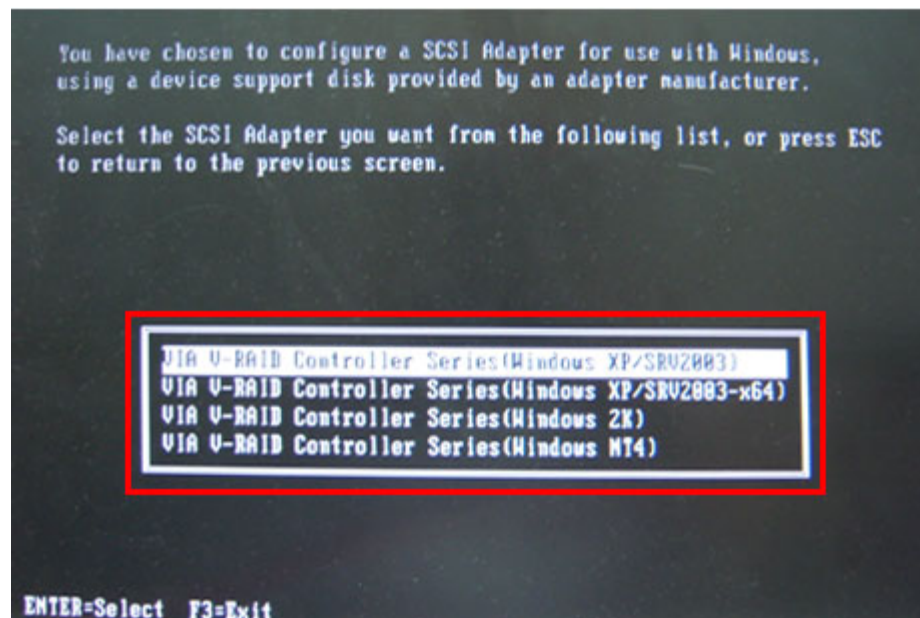 You have chosen to configure a SCSI Adapter for use with Windows,
using a device support disk provided by an adapter manufacturer.
Select the SCSI Adapter you want from the following list, or press ESC
to return to the previous screen.
VIA V-RAID Controller Series(Windows XP/SRV2003)
VIA V-RAID Controller Series(Windows XP/SRV2003-x64)
VIA V-RAID Controller Series(Windows 2K)
VIA V-RAID Controller Series(Windows NT4)
ENTER=Select F3=Exit